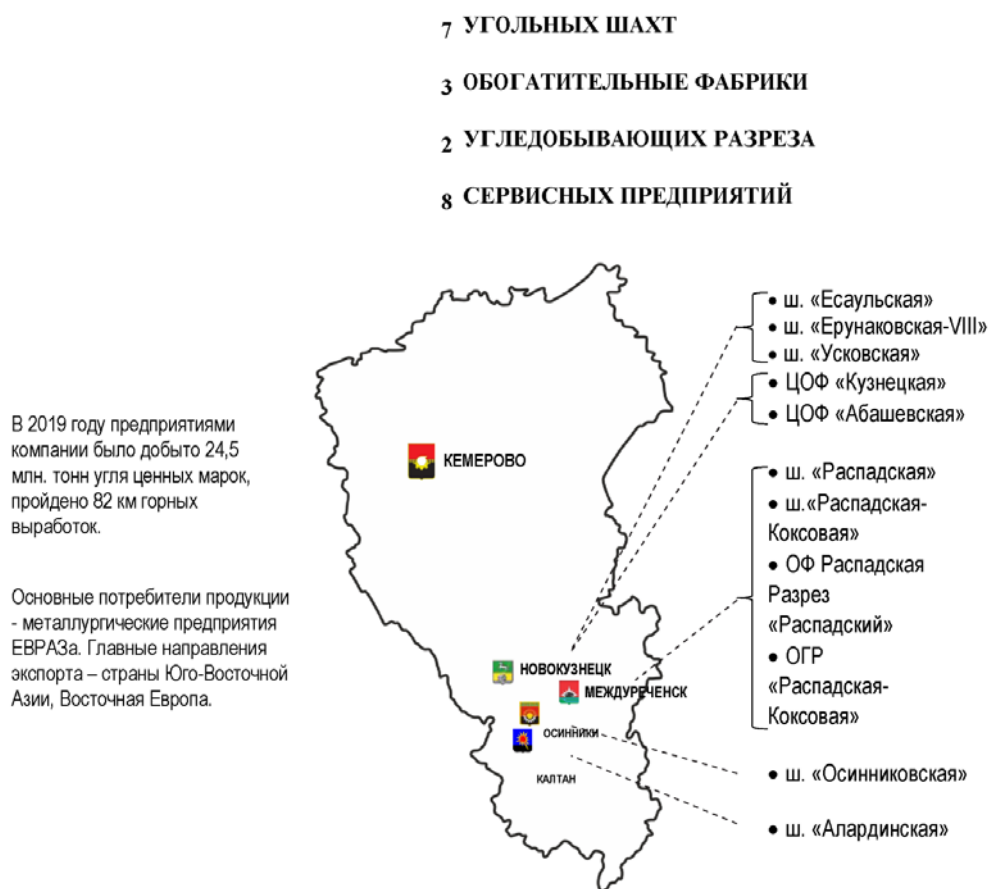 7 УГОЛЬНЫХ ШАХТ
3 ОБОГАТИТЕЛЬНЫЕ ФАБРИКИ
2 УГЛЕДОБЫВАЮЩИХ РАЗРЕЗА
8 СЕРВИСНЫХ ПРЕДПРИЯТИЙ
В 2019 году предприятиями
компании было добыто 24,5
млн. тонн угля ценных марок,
пройдено 82 км горных
выработок.
Основные потребители продукции
- металлургические предприятия
ЕВРАЗа. Главные направления
экспорта – страны Юго-Восточной
Азии, Восточная Европа.
КЕМЕРОВО
НОВОКУЗНЕЦК
МЕЖДУРЕЧЕНСК
ОСИННИКИ
КАЛТАН
• ш. «Есаульская»
• ш. «Ерунаковская-VIII»
• ш. «Усковская»
• ЦОФ «Кузнецкая»
• ЦОФ «Абашевская»
• ш. «Распадская»
• ш.«Распадская-
Коксовая»
• ОФ Распадская
Разрез
«Распадский»
• ОГР
«Распадская-
Коксовая»
• ш. «Осинниковская»
• ш. «Алардинская»